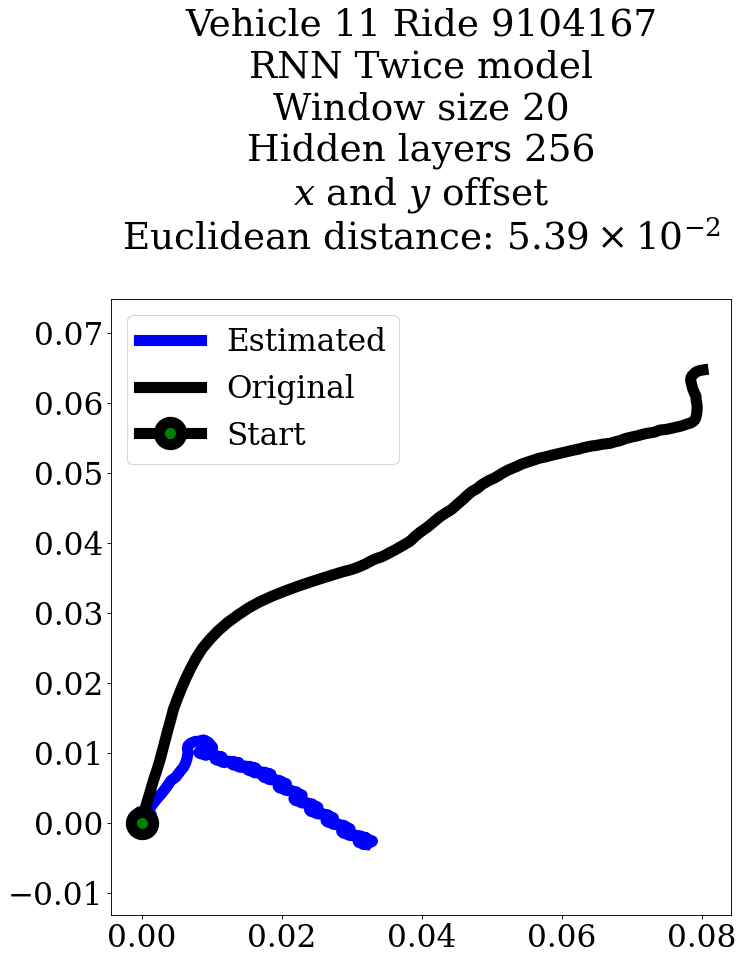 Vehicle 11 Ride 9104167
RNN Twice model
Window size 20
Hidden layers 256
x and y offset
Euclidean distance: 5.39 × 10⁻²
Estimated
Original
Start
0.07
0.06
0.05
0.04
0.03
0.02
0.01
0.00
−0.01
0.00 0.02 0.04 0.06 0.08